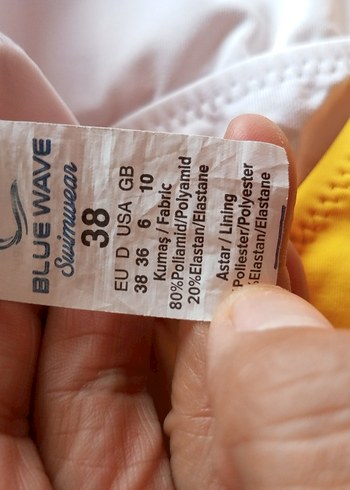 BLUE WAVE
Swimwear
38
EU D USA GB
38 36 6 10
Kumaş / Fabric
80%Poliamid/Polyamid
20%Elastan/Elastane
Astar / Lining
Poliester/Polyester
Elastan/Elastane